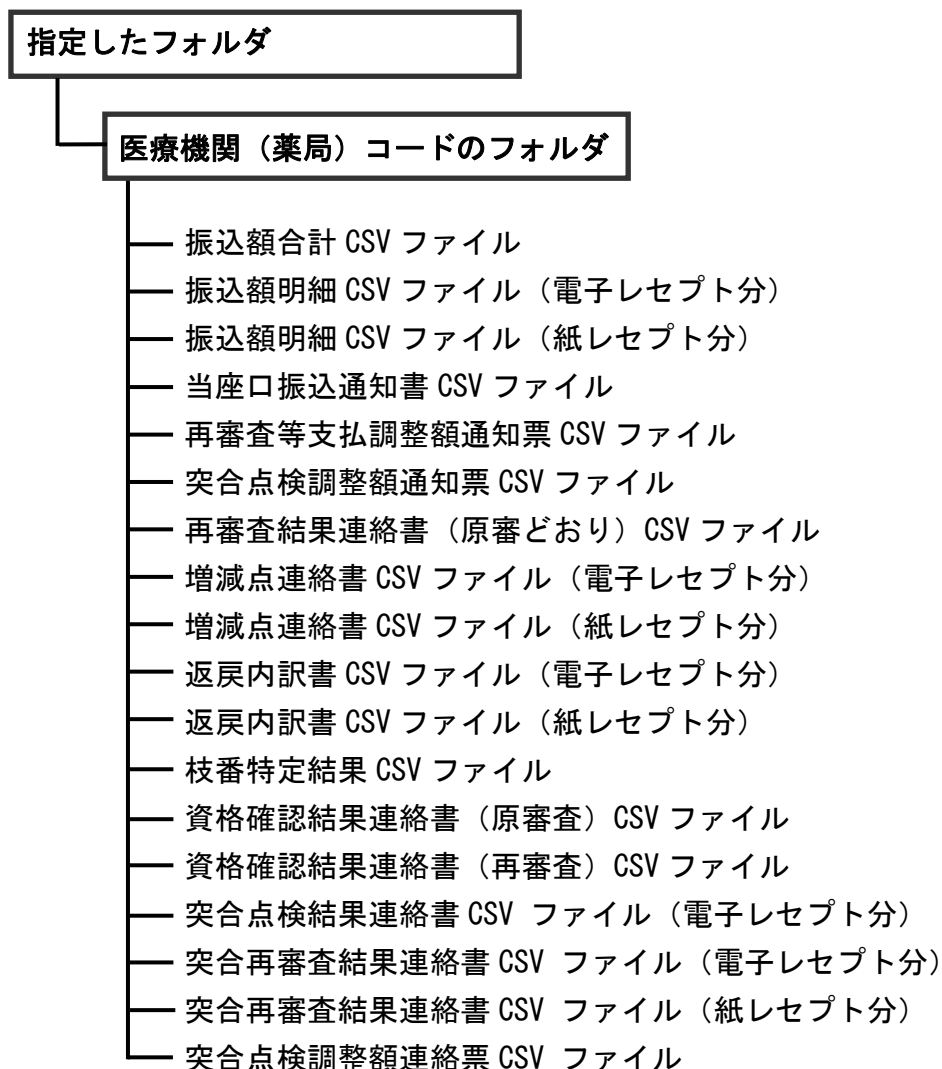 指定したフォルダ
医療機関（薬局）コードのフォルダ
振込額合計 CSV ファイル
振込額明細 CSV ファイル（電子レセプト分）
振込額明細 CSV ファイル（紙レセプト分）
当座口振込通知書 CSV ファイル
再審査等支払調整額通知票 CSV ファイル
突合点検調整額通知票 CSV ファイル
再審査結果連絡書（原審どおり）CSV ファイル
増減点連絡書 CSV ファイル（電子レセプト分）
増減点連絡書 CSV ファイル（紙レセプト分）
返戻内訳書 CSV ファイル（電子レセプト分）
返戻内訳書 CSV ファイル（紙レセプト分）
枝番特定結果 CSV ファイル
資格確認結果連絡書（原審査）CSV ファイル
資格確認結果連絡書（再審査）CSV ファイル
突合点検結果連絡書 CSV ファイル（電子レセプト分）
突合再審査結果連絡書 CSV ファイル（電子レセプト分）
突合再審査結果連絡書 CSV ファイル（紙レセプト分）
突合点検調整額連絡票 CSV ファイル